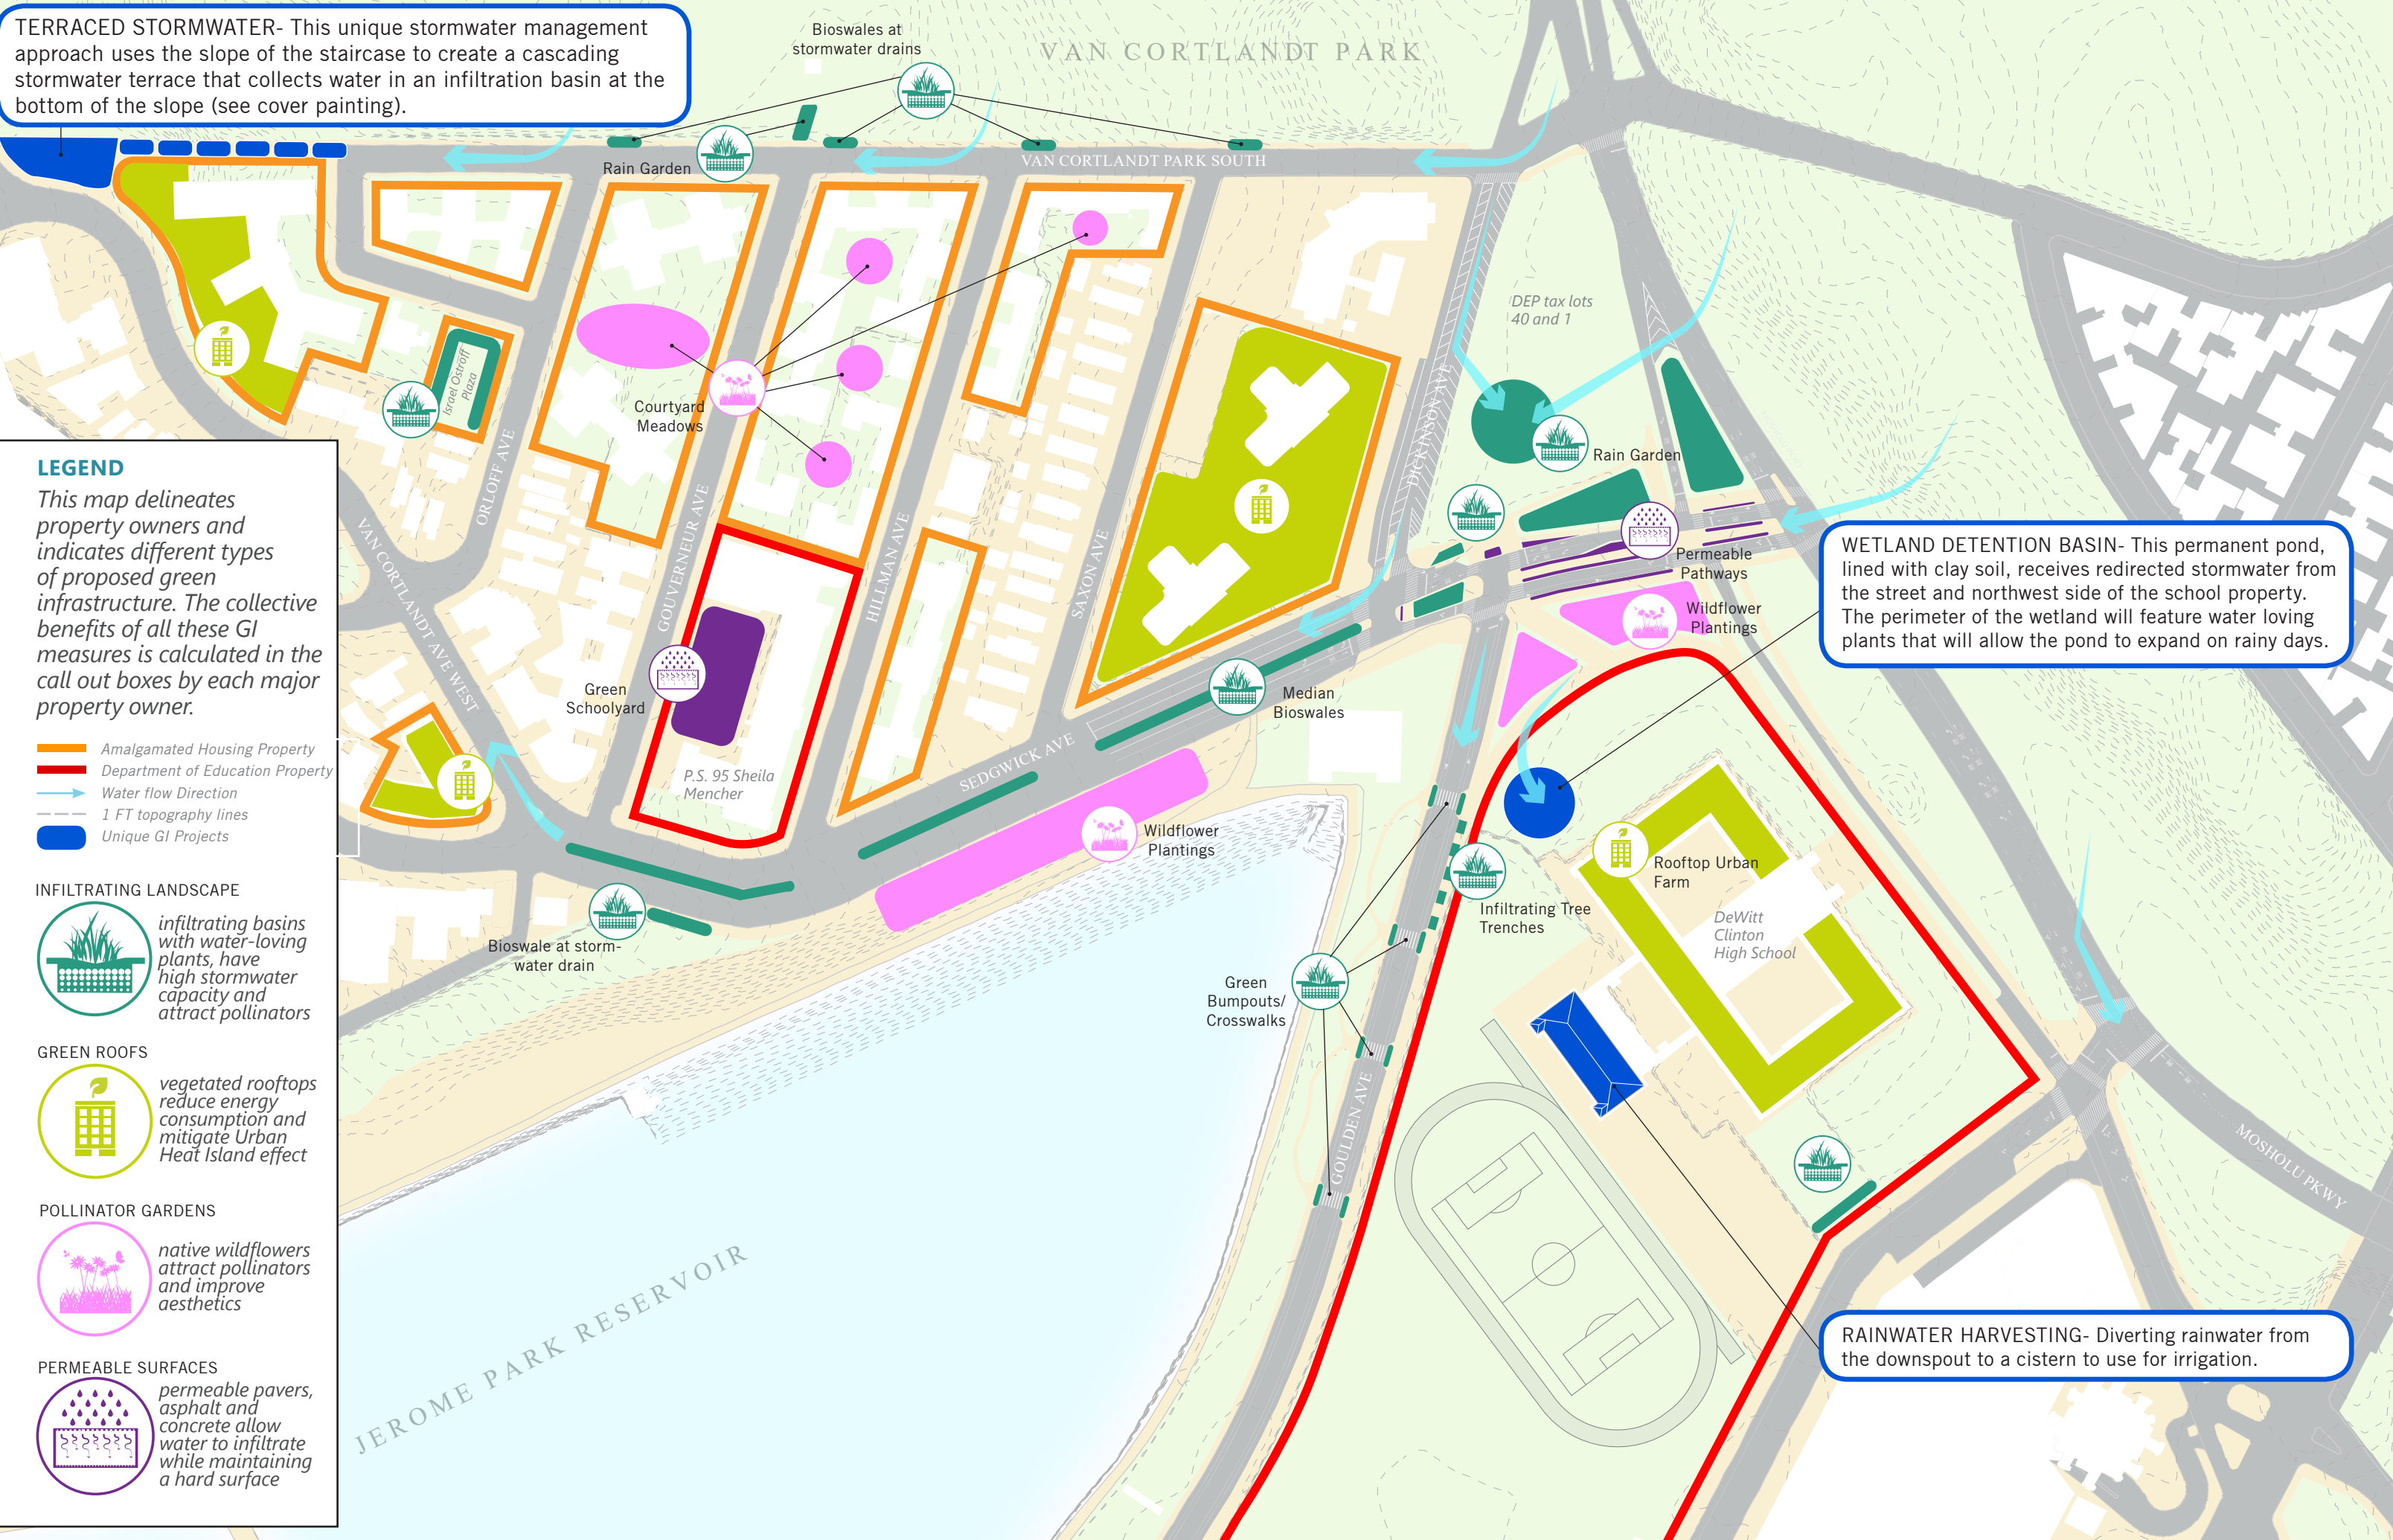 TERRACED STORMWATER- This unique stormwater management
approach uses the slope of the staircase to create a cascading
stormwater terrace that collects water in an infiltration basin at the
bottom of the slope (see cover painting).
Bioswales at
stormwater drains
VAN CORTLANDT PARK
Rain Garden
VAN CORTLANDT PARK SOUTH
DEP tax lots
40 and 1
Israel Ostroff
Plaza
Courtyard
Meadows
ORLOFF AVE
GOUVERNEUR AVE
HILLMAN AVE
SAXON AVE
DICKINSON AVE
VAN CORTLANDT AVE WEST
Rain Garden
Permeable
Pathways
Wildflower
Plantings
WETLAND DETENTION BASIN- This permanent pond,
lined with clay soil, receives redirected stormwater from
the street and northwest side of the school property.
The perimeter of the wetland will feature water loving
plants that will allow the pond to expand on rainy days.
Green
Schoolyard
P.S. 95 Sheila
Mencher
Median
Bioswales
SEDGWICK AVE
Wildflower
Plantings
Bioswale at storm-
water drain
Rooftop Urban
Farm
DeWitt
Clinton
High School
Infiltrating Tree
Trenches
Green
Bumpouts/
Crosswalks
GOULDEN AVE
MOSHOLU PKWY
JEROME PARK RESERVOIR
RAINWATER HARVESTING- Diverting rainwater from
the downspout to a cistern to use for irrigation.
LEGEND
This map delineates
property owners and
indicates different types
of proposed green
infrastructure. The collective
benefits of all these GI
measures is calculated in the
call out boxes by each major
property owner.
Amalgamated Housing Property
Department of Education Property
Water flow Direction
1 FT topography lines
Unique GI Projects
INFILTRATING LANDSCAPE
infiltrating basins
with water-loving
plants, have
high stormwater
capacity and
attract pollinators
GREEN ROOFS
vegetated rooftops
reduce energy
consumption and
mitigate Urban
Heat Island effect
POLLINATOR GARDENS
native wildflowers
attract pollinators
and improve
aesthetics
PERMEABLE SURFACES
permeable pavers,
asphalt and
concrete allow
water to infiltrate
while maintaining
a hard surface